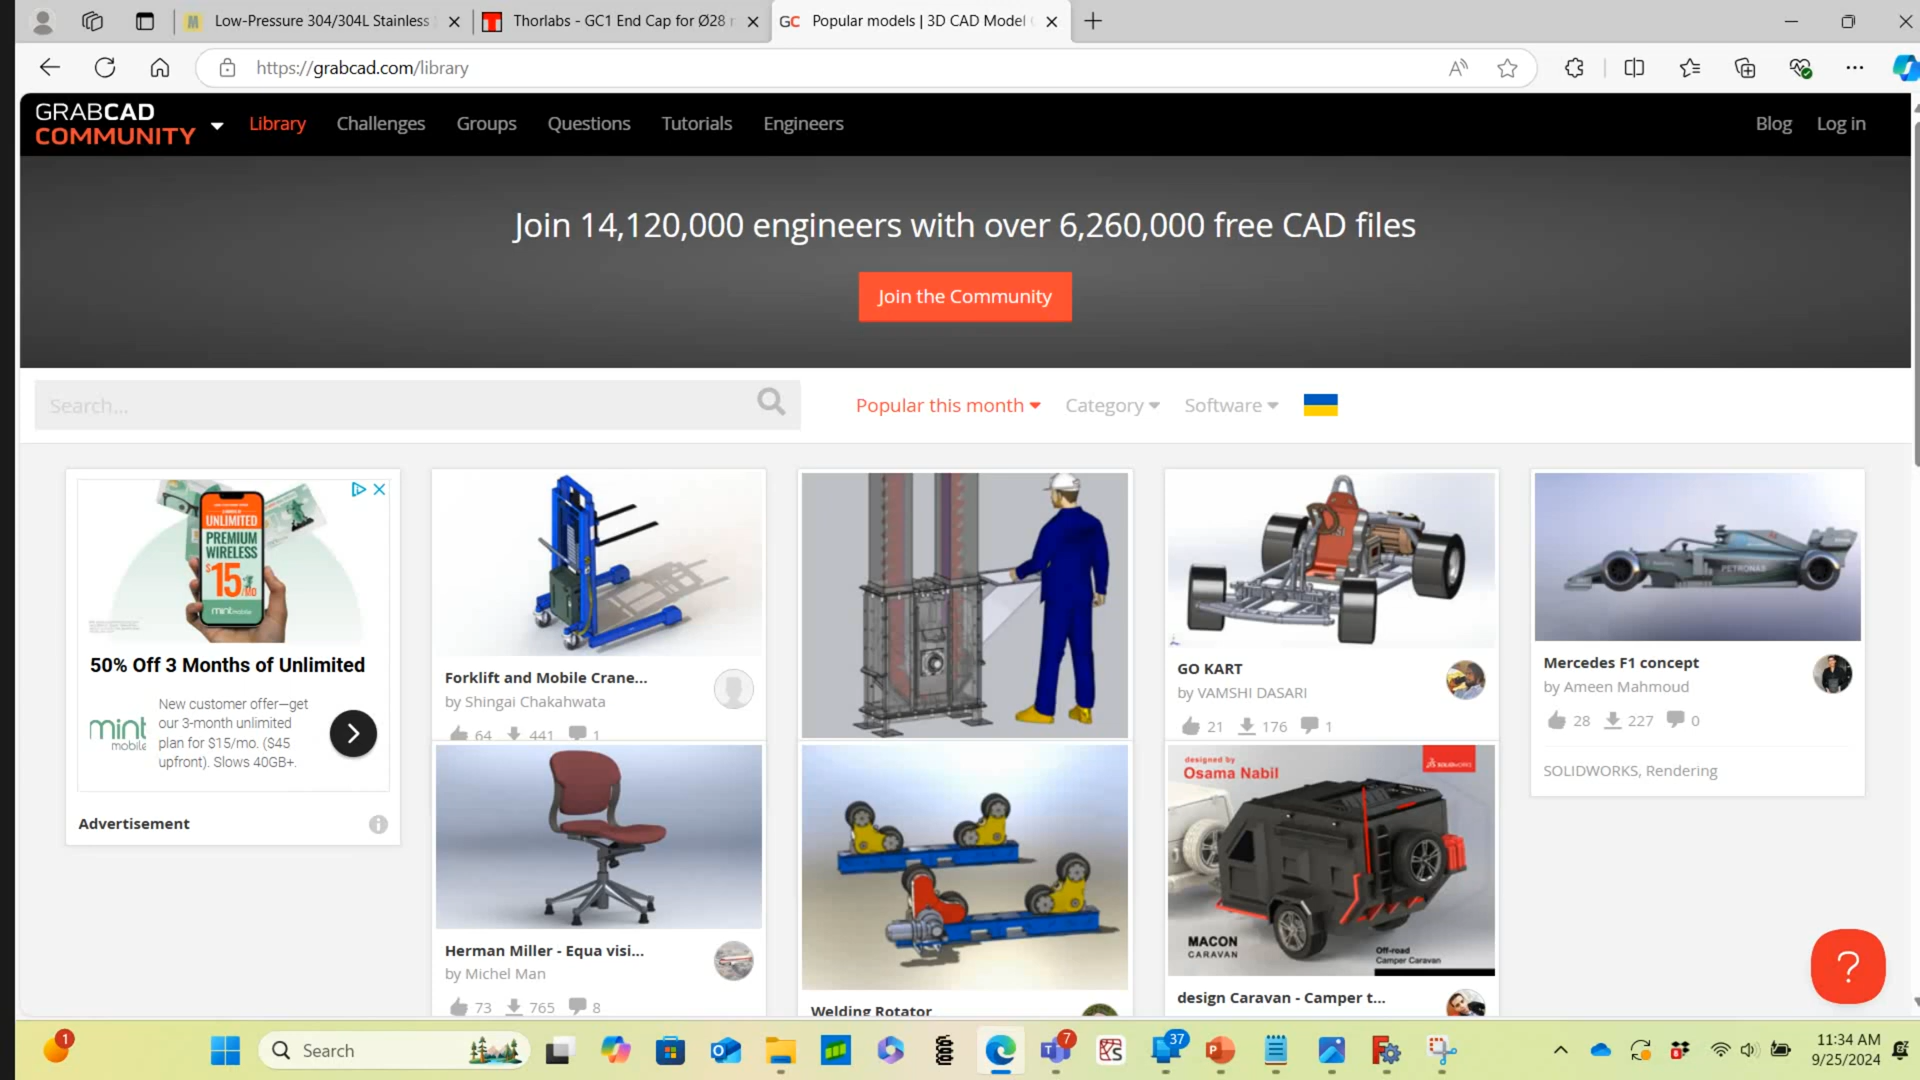 Low-Pressure 304/304L Stainless
Thorlabs - GC1 End Cap for Ø28
GC Popular models | 3D CAD Model
https://grabcad.com/library
GRABCAD
COMMUNITY
Library
Challenges
Groups
Questions
Tutorials
Engineers
Blog
Log in
Join 14,120,000 engineers with over 6,260,000 free CAD files
Join the Community
Search...
Popular this month
Category
Software
UNLIMITED
PREMIUM
WIRELESS
$15/MO
mint mobile
50% Off 3 Months of Unlimited
New customer offer—get
our 3-month unlimited
plan for $15/mo. ($45
upfront). Slows 40GB+.
mint
mobile
Advertisement
Forklift and Mobile Crane...
by Shingai Chakahwata
64 441 1
Herman Miller - Equa visi...
by Michel Man
73 765 8
Welding Rotator
GO KART
by VAMSHI DASARI
21 176 1
designed by
Osama Nabil
SOLIDWORKS
MACON
CARAVAN
Off-road
Camper Caravan
design Caravan - Camper t...
PETRONAS
Mercedes F1 concept
by Ameen Mahmoud
28 227 0
SOLIDWORKS, Rendering
?
1
Search
7
37
11:34 AM
9/25/2024